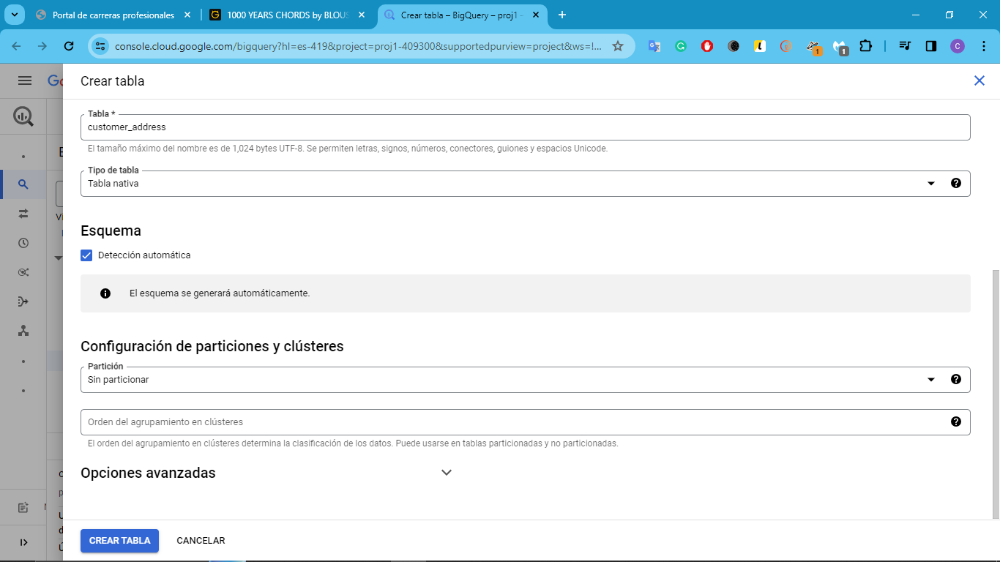 Portal de carreras profesionales
1000 YEARS CHORDS by BLOUS
Crear tabla – BigQuery – proj1 -
console.cloud.google.com/bigquery?hl=es-419&project=proj1-409300&supportedpurview=project&ws=!...
1
1
C
Crear tabla
Tabla *
customer_address
El tamaño máximo del nombre es de 1,024 bytes UTF-8. Se permiten letras, signos, números, conectores, guiones y espacios Unicode.
Tipo de tabla
Tabla nativa
Esquema
Detección automática
El esquema se generará automáticamente.
Configuración de particiones y clústeres
Partición
Sin particionar
Orden del agrupamiento en clústeres
El orden del agrupamiento en clústeres determina la clasificación de los datos. Puede usarse en tablas particionadas y no particionadas.
Opciones avanzadas
CREAR TABLA
CANCELAR